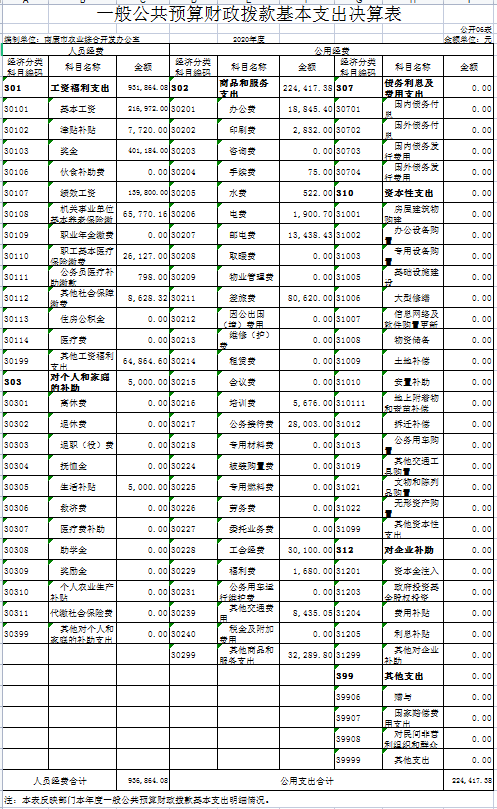 一般公共预算财政拨款基本支出决算表
公开06表
编制单位：南康市农业综合开发办公室 2020年度 金额单位：元
人员经费 公用经费
经济分类科目编码 科目名称 金额 经济分类科目编码 科目名称 金额 经济分类科目编码 科目名称 金额
301 工资福利支出 931,864.08 302 商品和服务支出 224,417.38 307 债务利息及费用支出 0.00
30101 基本工资 216,972.00 30201 办公费 18,845.40 30701 国内债务付息 0.00
30102 津贴补贴 7,720.00 30202 印刷费 2,832.00 30702 国外债务付息 0.00
30103 奖金 401,184.00 30203 咨询费 0.00 30703 国内债务发行费用 0.00
30106 伙食补助费 0.00 30204 手续费 75.00 30704 国外债务发行费用 0.00
30107 绩效工资 139,800.00 30205 水费 522.00 310 资本性支出 0.00
30108 机关事业单位基本养老保险缴 65,770.16 30206 电费 1,900.70 31001 房屋建筑物购建 0.00
30109 职业年金缴费 0.00 30207 邮电费 13,438.43 31002 办公设备购置 0.00
30110 职工基本医疗保险缴费 26,127.00 30208 取暖费 0.00 31003 专用设备购置 0.00
30111 公务员医疗补助缴款 798.00 30209 物业管理费 0.00 31005 基础设施建设 0.00
30112 其他社会保障缴费 8,628.32 30211 差旅费 80,620.00 31006 大型修缮 0.00
30113 住房公积金 0.00 30212 因公出国（境）费用 0.00 31007 信息网络及软件购置更新 0.00
30114 医疗费 0.00 30213 维修（护）费 0.00 31008 物资储备 0.00
30199 其他工资福利支出 64,864.60 30214 租赁费 0.00 31009 土地补偿 0.00
303 对个人和家庭的补助 5,000.00 30215 会议费 0.00 31010 安置补助 0.00
30301 离休费 0.00 30216 培训费 5,676.00 310111 地上附着物和青苗补偿 0.00
30302 退休费 0.00 30217 公务接待费 28,003.00 31012 拆迁补偿 0.00
30303 退职（役）费 0.00 30218 专用材料费 0.00 31013 公务用车购置 0.00
30304 抚恤金 0.00 30224 被装购置费 0.00 31019 其他交通工具购置 0.00
30305 生活补贴 5,000.00 30225 专用燃料费 0.00 31021 文物和陈列品购置 0.00
30306 救济费 0.00 30226 劳务费 0.00 31022 无形资产购置 0.00
30307 医疗费补助 0.00 30227 委托业务费 0.00 31099 其他资本性支出 0.00
30308 助学金 0.00 30228 工会经费 30,100.00 312 对企业补助 0.00
30309 奖励金 0.00 30229 福利费 1,680.00 31201 资本金注入 0.00
30310 个人农业生产补贴 0.00 30231 公务用车运行维护费 0.00 31203 政府投资基金股权投资 0.00
30311 代缴社会保险费 0.00 30239 其他交通费用 8,435.05 31204 费用补贴 0.00
30399 其他对个人和家庭的补助支出 0.00 30240 税金及附加费用 0.00 31205 利息补贴 0.00
30299 其他商品和服务支出 32,289.80 31299 其他对企业补助 0.00
399 其他支出 0.00
39906 赠与 0.00
39907 国家赔偿费用支出 0.00
39908 对民间非营利组织和群众 0.00
39999 其他支出 0.00
人员经费合计 936,864.08 公用支出合计 224,417.38
注：本表反映部门本年度一般公共预算财政拨款基本支出明细情况。